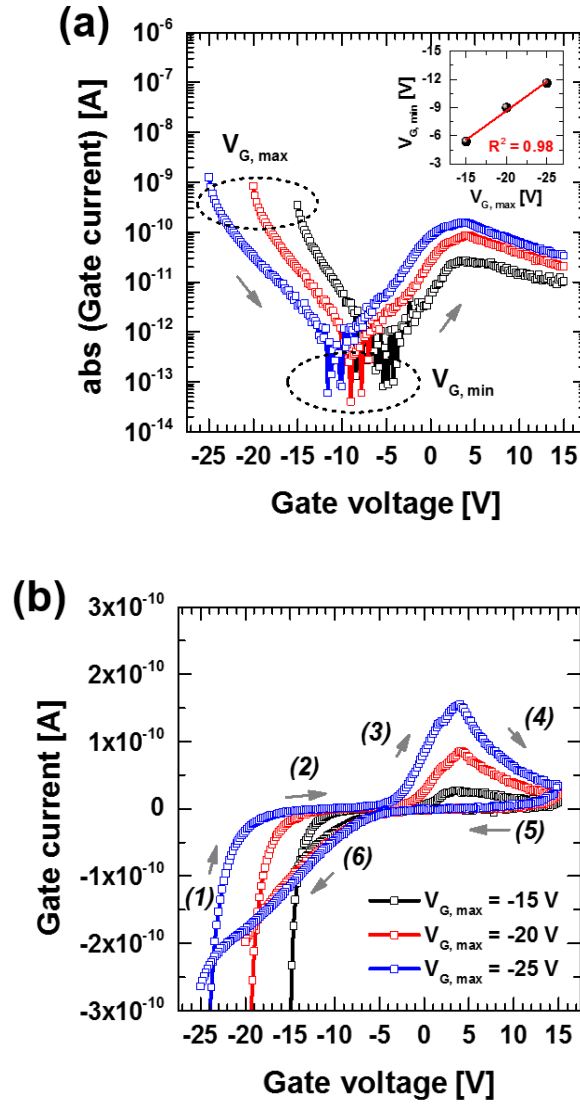 (a)
abs (Gate current) [A]
10⁻⁶
10⁻⁷
10⁻⁸
10⁻⁹
10⁻¹⁰
10⁻¹¹
10⁻¹²
10⁻¹³
10⁻¹⁴
V_G, max
V_G, min
V_G, min [V]
-15
-12
-9
-6
-3
R² = 0.98
-15 -20 -25
V_G, max [V]
-25 -20 -15 -10 -5 0 5 10 15
Gate voltage [V]
(b)
Gate current [A]
3x10⁻¹⁰
2x10⁻¹⁰
1x10⁻¹⁰
0
-1x10⁻¹⁰
-2x10⁻¹⁰
-3x10⁻¹⁰
(1)
(2)
(3)
(4)
(5)
(6)
V_G, max = -15 V
V_G, max = -20 V
V_G, max = -25 V
-25 -20 -15 -10 -5 0 5 10 15
Gate voltage [V]